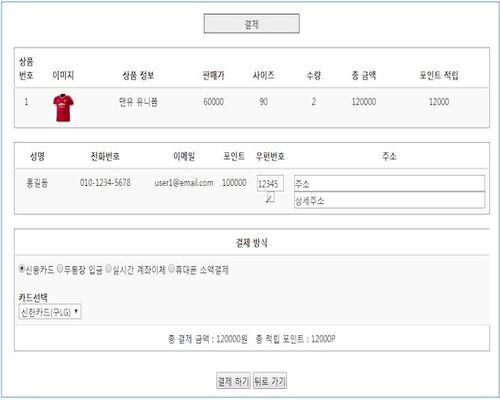 결제
상품 번호 이미지 상품 정보 판매가 사이즈 수량 총 금액 포인트 적립
1 맨유 유니폼 60000 90 2 120000 12000
성명 전화번호 이메일 포인트 우편번호 주소
홍길동 010-1234-5678 user1@email.com 100000 12345 주소
상세주소
결제 방식
신용카드 무통장 입금 실시간 계좌이체 휴대폰 소액결제
카드선택
신한카드(구LG)
총 결제 금액 : 120000원 총 적립 포인트 : 12000P
결제 하기 뒤로 가기